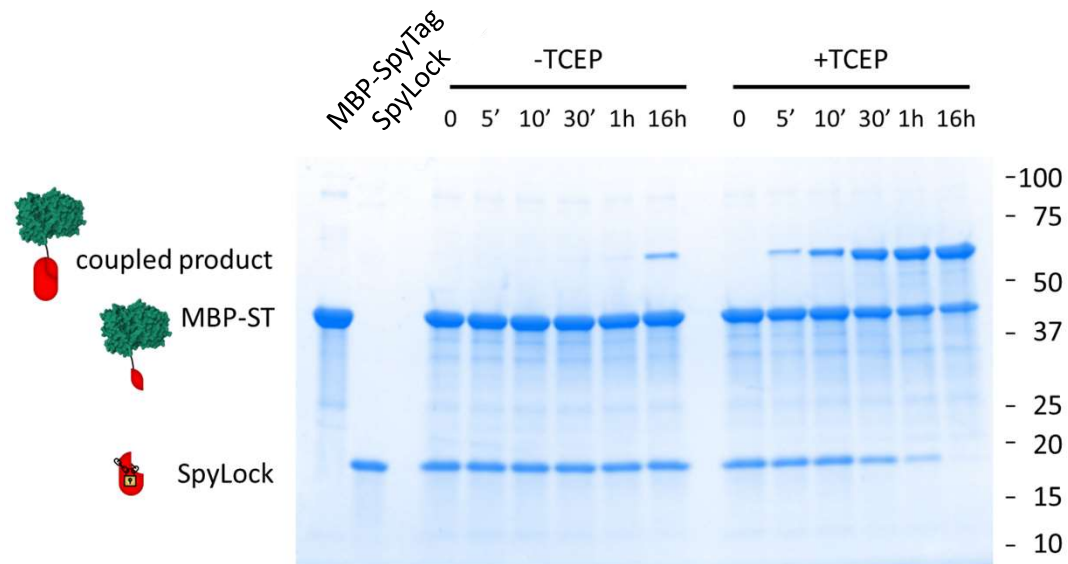 MBP-SpyTag
SpyLock
-TCEP
+TCEP
0 5’ 10’ 30’ 1h 16h
0 5’ 10’ 30’ 1h 16h
coupled product
MBP-ST
SpyLock
-100
- 75
- 50
- 37
- 25
- 20
- 15
- 10